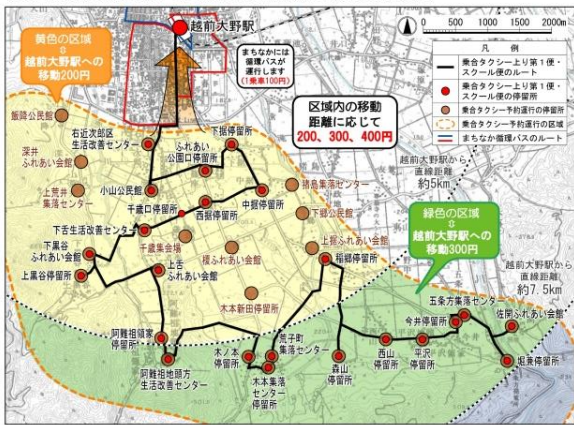 越前大野駅
0 500 1000 2000m
黄色の区域
⇕
越前大野駅への
移動200円
まちなかには
循環バスが
運行します
(1乗車100円)
凡 例
乗合タクシー上り第1便・
スクール便のルート
乗合タクシー上り第1便・
スクール便の停留所
乗合タクシー予約運行の停留所
乗合タクシー予約運行の区域
まちなか循環バスのルート
区域内の移動
距離に応じて
200、300、400円
飯降公民館
右近次郎区
生活改善センター
ふれあい
公園口停留所
下掘停留所
深井
ふれあい会館
上荒井
集落センター
小山公民館
千歳口停留所
西掘停留所
中掘停留所
猪島集落センター
下郷公民館
越前大野駅から
直線距離
約5km
下舌生活改善センター
千歳集会場
榎ふれあい会館
上掘ふれあい会館
緑色の区域
⇕
越前大野駅への
移動300円
下黒谷
ふれあい会館
上黒谷停留所
上舌
ふれあい会館
稲郷停留所
木本新田停留所
越前大野駅から
直線距離
約7.5km
五条方集落センター
佐開ふれあい会館
今井停留所
阿難祖領家
停留所
阿難祖地頭方
生活改善センター
木ノ本
停留所
荒子町
集落センター
木本集落
センター
停留所
森山
停留所
西山
停留所
平沢
停留所
堀兼停留所